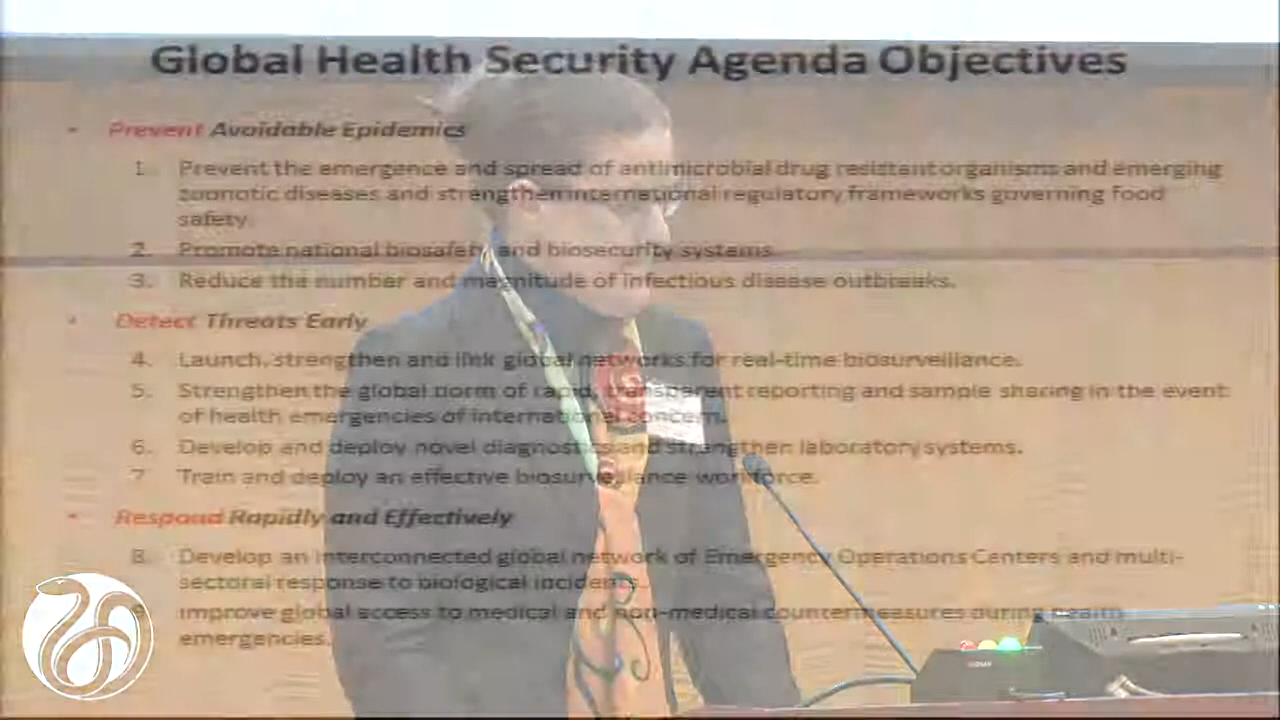 Global Health Security Agenda Objectives
• Prevent Avoidable Epidemics
1. Prevent the emergence and spread of antimicrobial drug resistant organisms and emerging
zoonotic diseases and strengthen international regulatory frameworks governing food
safety.
2. Promote national biosafety and biosecurity systems
3. Reduce the number and magnitude of infectious disease outbreaks.
• Detect Threats Early
4. Launch, strengthen and link global networks for real-time biosurveillance.
5. Strengthen the global norm of rapid, transparent reporting and sample sharing in the event
of health emergencies of international concern.
6. Develop and deploy novel diagnostics and strengthen laboratory systems.
7 Train and deploy an effective biosurveillance workforce.
• Respond Rapidly and Effectively
8. Develop an interconnected global network of Emergency Operations Centers and multi-
sectoral response to biological incidents.
9 Improve global access to medical and non-medical countermeasures during health
emergencies.